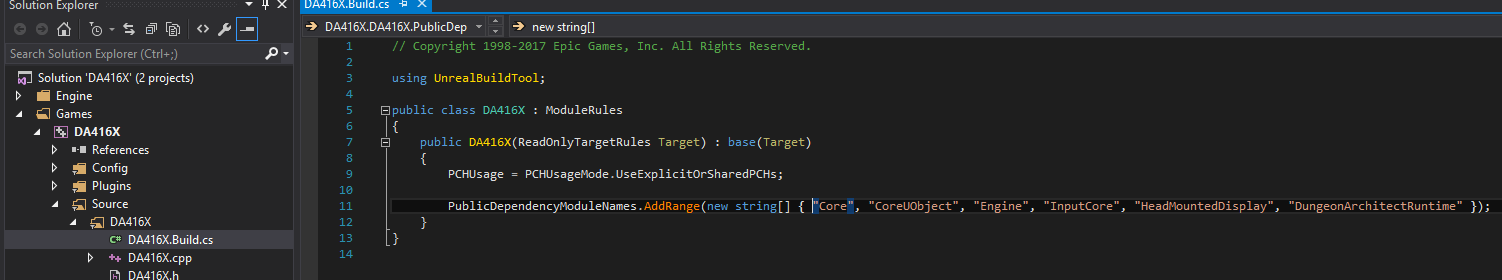 Solution Explorer
Search Solution Explorer (Ctrl+;)
Solution 'DA416X' (2 projects)
Engine
Games
DA416X
References
Config
Plugins
Source
DA416X
DA416X.Build.cs
DA416X.cpp
DA416X.h
DA416X.Build.cs
DA416X.DA416X.PublicDep
new string[]
1 // Copyright 1998-2017 Epic Games, Inc. All Rights Reserved.
2
3 using UnrealBuildTool;
4
5 public class DA416X : ModuleRules
6 {
7 public DA416X(ReadOnlyTargetRules Target) : base(Target)
8 {
9 PCHUsage = PCHUsageMode.UseExplicitOrSharedPCHs;
10
11 PublicDependencyModuleNames.AddRange(new string[] { "Core", "CoreUObject", "Engine", "InputCore", "HeadMountedDisplay", "DungeonArchitectRuntime" });
12 }
13 }
14